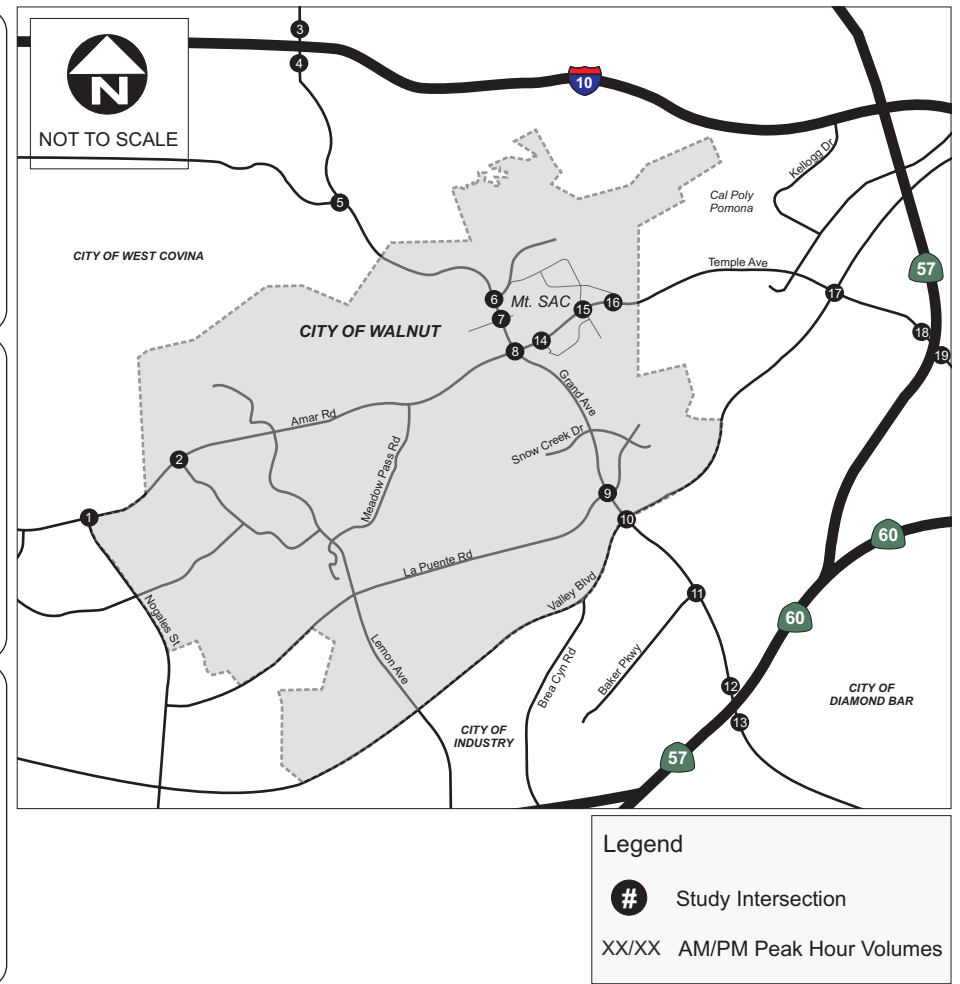 N
NOT TO SCALE
3
4
10
Kellogg Dr
Cal Poly
Pomona
5
CITY OF WEST COVINA
Temple Ave
57
6
Mt. SAC
16
17
7
15
CITY OF WALNUT
14
18
8
19
Grand Ave
Amar Rd
Snow Creek Dr
Meadow Pass Rd
2
9
1
10
60
La Puente Rd
Valley Blvd
11
Nogales St
60
Lemon Ave
Brea Cyn Rd
Baker Pkwy
12
CITY OF
DIAMOND BAR
13
CITY OF
INDUSTRY
57
Legend
# Study Intersection
XX/XX AM/PM Peak Hour Volumes